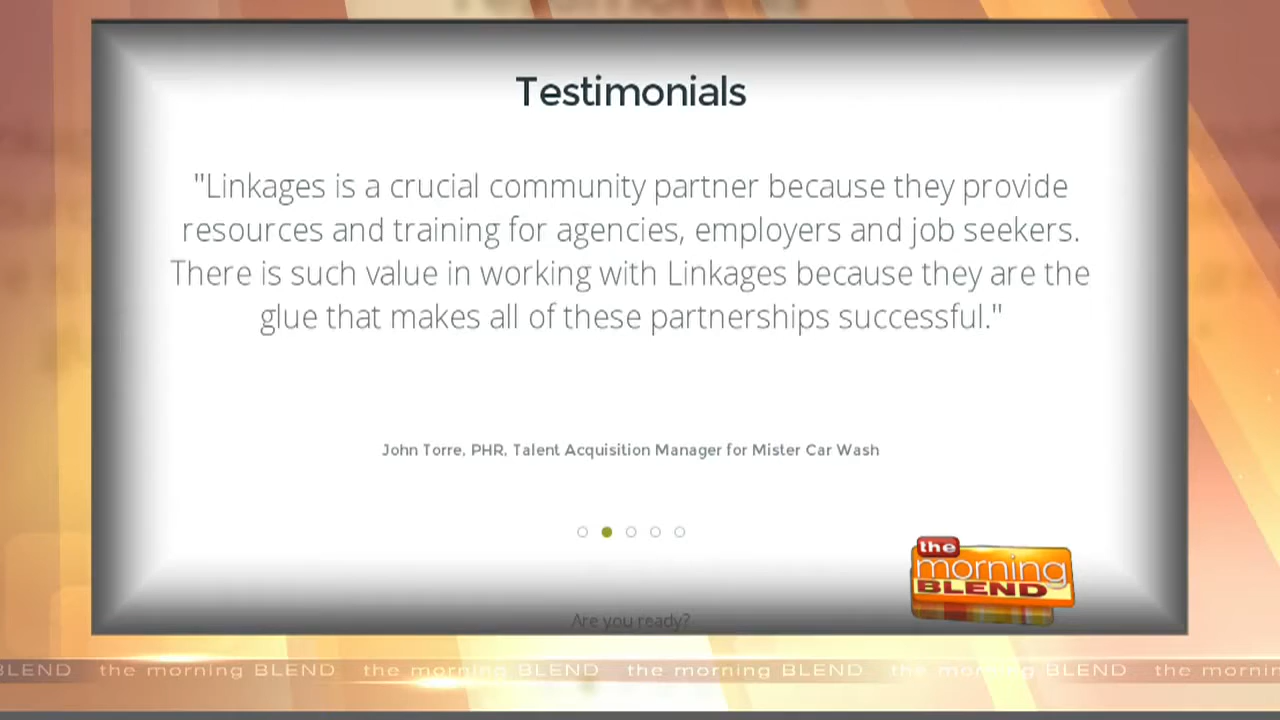 Testimonials
"Linkages is a crucial community partner because they provide
resources and training for agencies, employers and job seekers.
There is such value in working with Linkages because they are the
glue that makes all of these partnerships successful."
John Torre, PHR, Talent Acquisition Manager for Mister Car Wash
the
morning
BLEND
Are you ready?
BLEND the morning BLEND the morning BLEND the morning BLEND the morning BLEND the